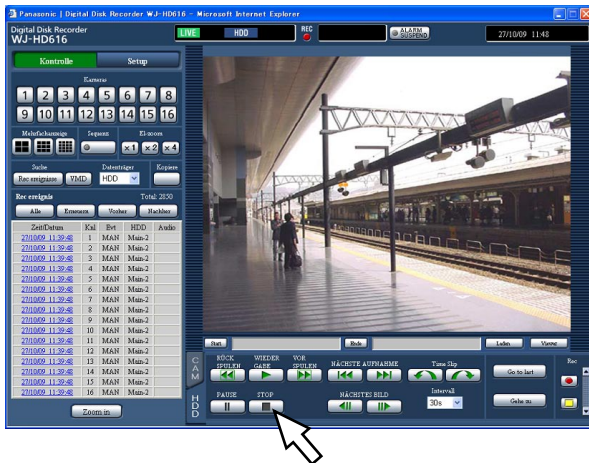 Panasonic | Digital Disk Recorder WJ-HD616 - Microsoft Internet Explorer
Digital Disk Recorder
WJ-HD616
LIVE HDD REC ALARM SUSPEND 27/10/09 11:48
Kontrolle Setup
Kameras
1 2 3 4 5 6 7 8
9 10 11 12 13 14 15 16
Mehrfachanzeige Sequenz El-zoom
x1 x2 x4
Suche Datenträger Kopiere
Rec ereignisse VMD HDD
Rec ereignis Total: 2850
Alle Erneuern Vorher Nachher
Zeit/Datum Knl Evt HDD Audio
27/10/09 11:39:48 1 MAN Main-2
27/10/09 11:39:48 2 MAN Main-2
27/10/09 11:39:48 3 MAN Main-2
27/10/09 11:39:48 4 MAN Main-2
27/10/09 11:39:48 5 MAN Main-2
27/10/09 11:39:48 6 MAN Main-2
27/10/09 11:39:48 7 MAN Main-2
27/10/09 11:39:48 8 MAN Main-2
27/10/09 11:39:48 9 MAN Main-2
27/10/09 11:39:48 10 MAN Main-2
27/10/09 11:39:48 11 MAN Main-2
27/10/09 11:39:48 12 MAN Main-2
27/10/09 11:39:48 13 MAN Main-2
27/10/09 11:39:48 14 MAN Main-2
27/10/09 11:39:48 15 MAN Main-2
27/10/09 11:39:48 16 MAN Main-2
Zoom in
Start Ende Laden Viewer
CAM
RÜCK SPULEN WIEDER GABE VOR SPULEN NÄCHSTE AUFNAHME Time Slip Go to last Rec
HDD
PAUSE STOP NÄCHSTES BILD Intervall
30s Gehe zu